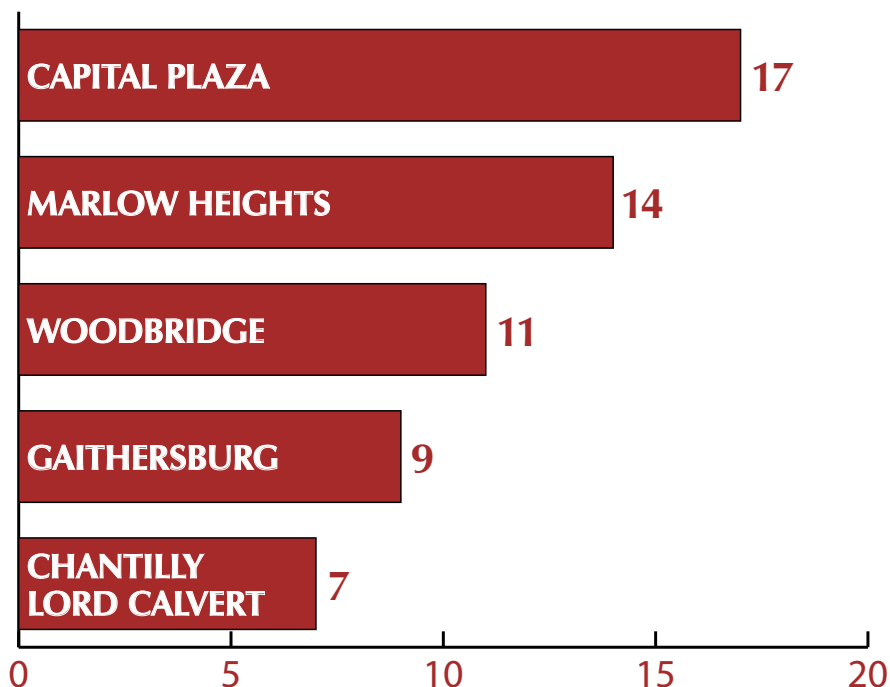 CAPITAL PLAZA 17
MARLOW HEIGHTS 14
WOODBRIDGE 11
GAITHERSBURG 9
CHANTILLY
LORD CALVERT 7
0 5 10 15 20